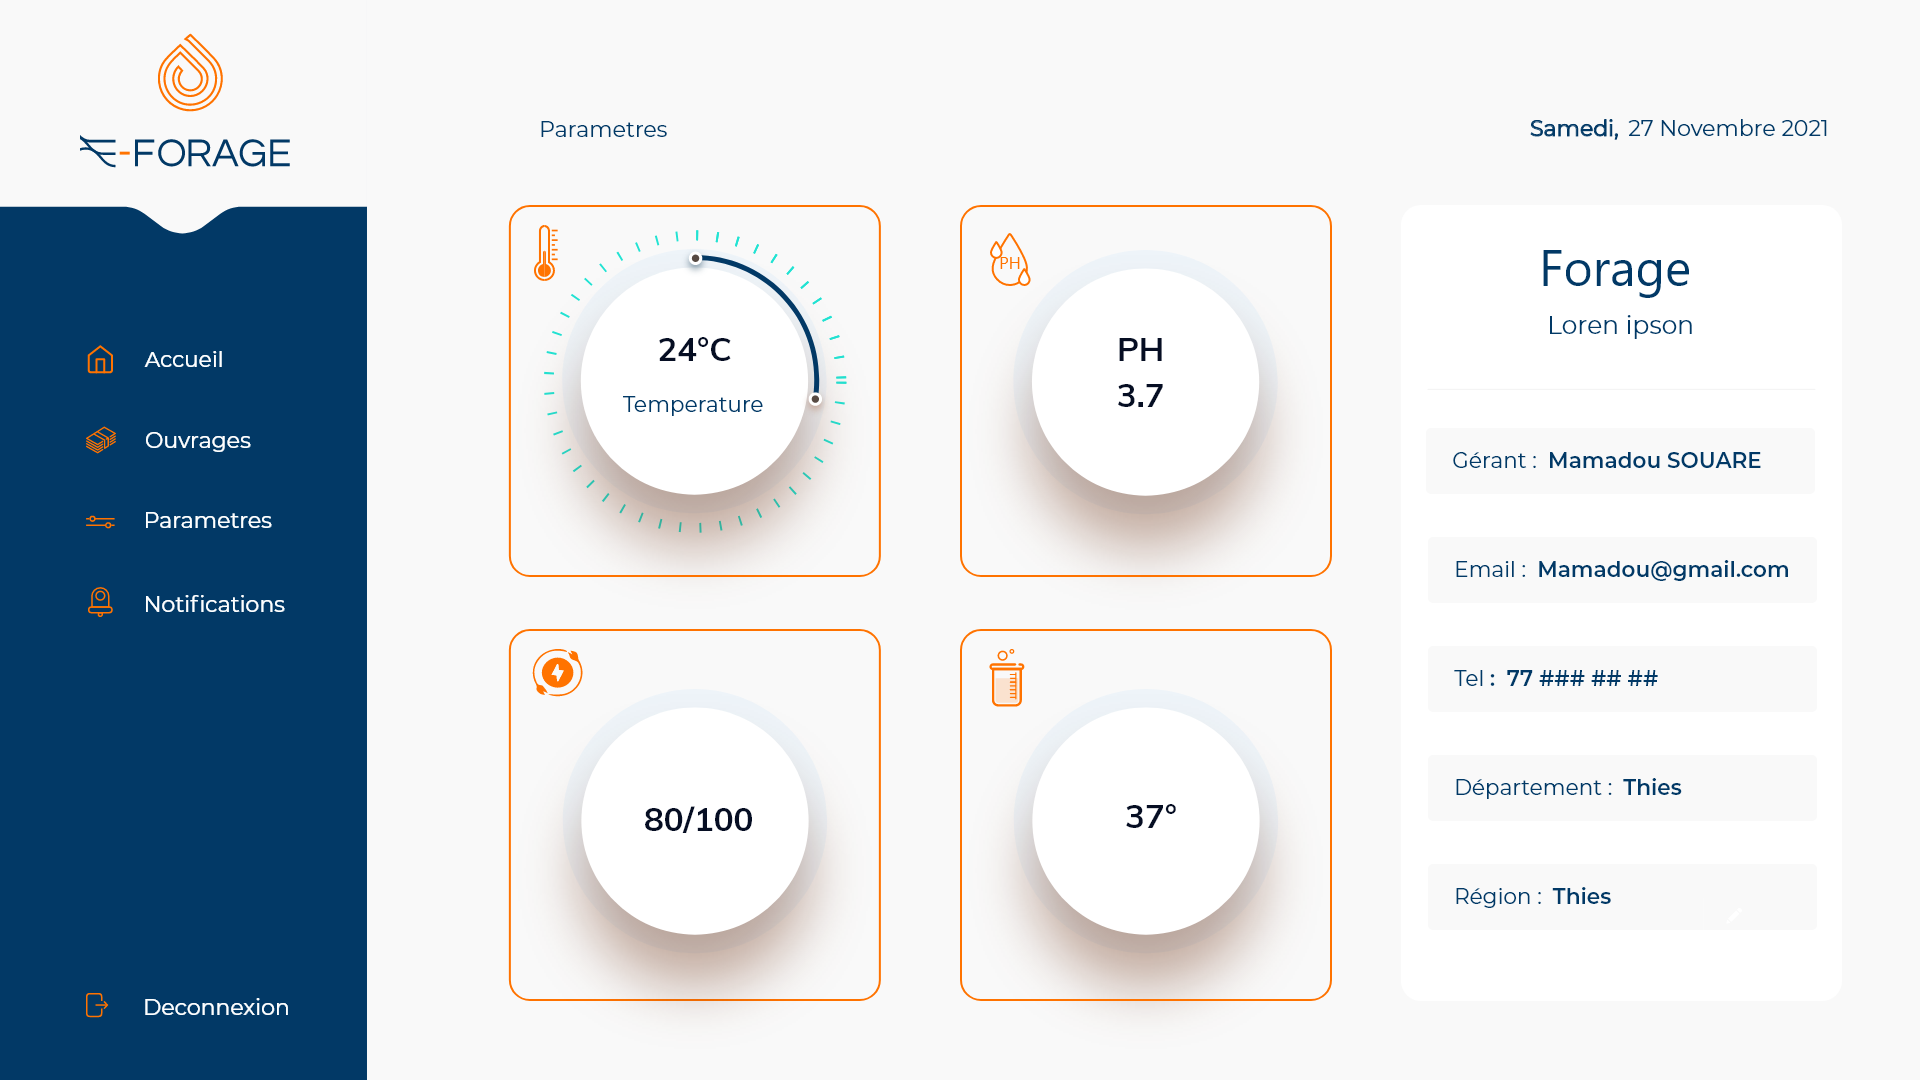 E-FORAGE
Accueil
Ouvrages
Parametres
Notifications
Deconnexion
Parametres
Samedi, 27 Novembre 2021
24°C
Temperature
PH
PH
3.7
80/100
37°
Forage
Loren ipson
Gérant : Mamadou SOUARE
Email : Mamadou@gmail.com
Tel : 77 ### ## ##
Département : Thies
Région : Thies